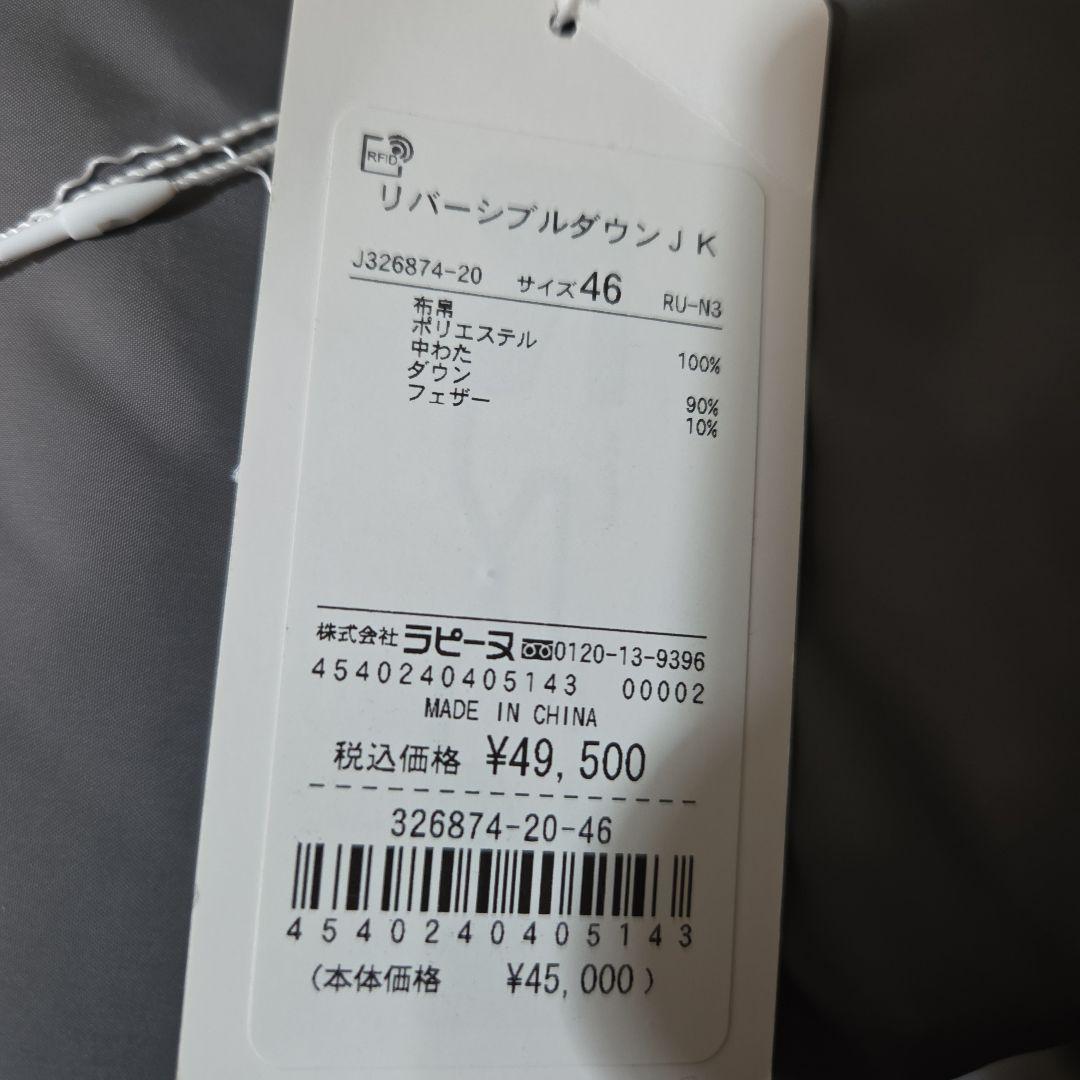 RFID
リバーシブルダウンJK
J326874-20 サイズ46 RU-N3
布帛
ポリエステル 100%
中わた
ダウン 90%
フェザー 10%
株式会社 ラピーヌ 0120-13-9396
4540240405143 00002
MADE IN CHINA
税込価格 ¥49,500
326874-20-46
4540240405143
(本体価格 ¥45,000)